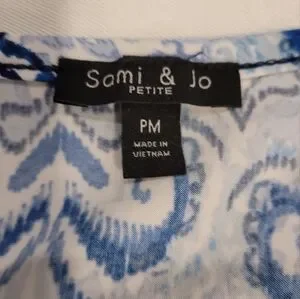 Sami & Jo
PETITE
PM
MADE IN
VIETNAM